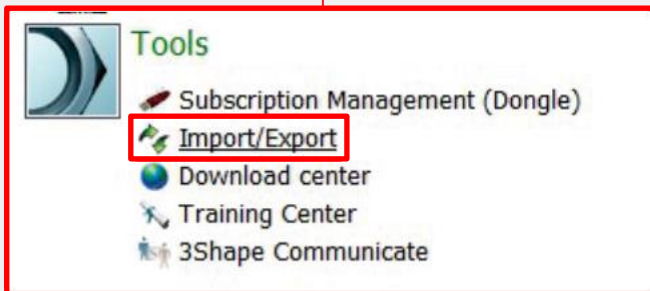 Tools
Subscription Management (Dongle)
Import/Export
Download center
Training Center
3Shape Communicate